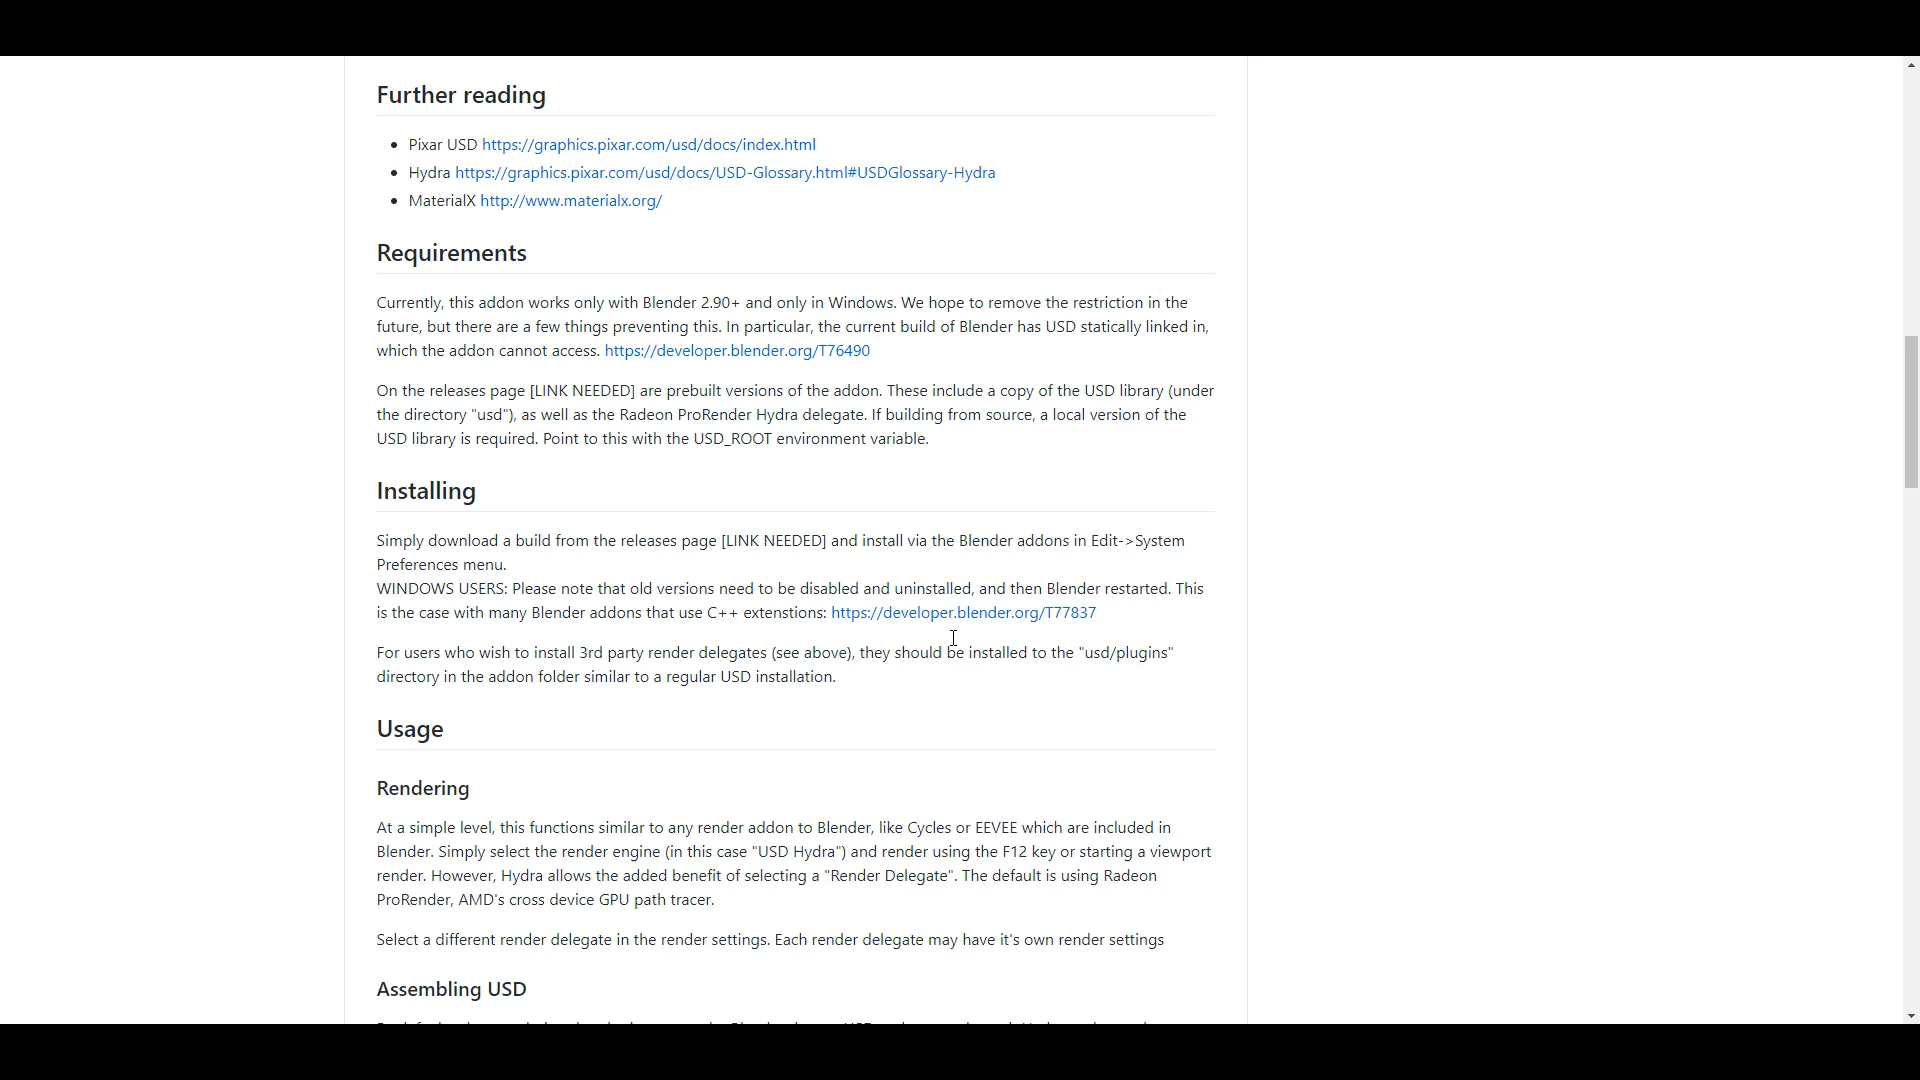 Further reading
Pixar USD https://graphics.pixar.com/usd/docs/index.html
Hydra https://graphics.pixar.com/usd/docs/USD-Glossary.html#USDGlossary-Hydra
MaterialX http://www.materialx.org/
Requirements
Currently, this addon works only with Blender 2.90+ and only in Windows. We hope to remove the restriction in the
future, but there are a few things preventing this. In particular, the current build of Blender has USD statically linked in,
which the addon cannot access. https://developer.blender.org/T76490
On the releases page [LINK NEEDED] are prebuilt versions of the addon. These include a copy of the USD library (under
the directory "usd"), as well as the Radeon ProRender Hydra delegate. If building from source, a local version of the
USD library is required. Point to this with the USD_ROOT environment variable.
Installing
Simply download a build from the releases page [LINK NEEDED] and install via the Blender addons in Edit->System
Preferences menu.
WINDOWS USERS: Please note that old versions need to be disabled and uninstalled, and then Blender restarted. This
is the case with many Blender addons that use C++ extenstions: https://developer.blender.org/T77837
For users who wish to install 3rd party render delegates (see above), they should be installed to the "usd/plugins"
directory in the addon folder similar to a regular USD installation.
Usage
Rendering
At a simple level, this functions similar to any render addon to Blender, like Cycles or EEVEE which are included in
Blender. Simply select the render engine (in this case "USD Hydra") and render using the F12 key or starting a viewport
render. However, Hydra allows the added benefit of selecting a "Render Delegate". The default is using Radeon
ProRender, AMD's cross device GPU path tracer.
Select a different render delegate in the render settings. Each render delegate may have it's own render settings
Assembling USD